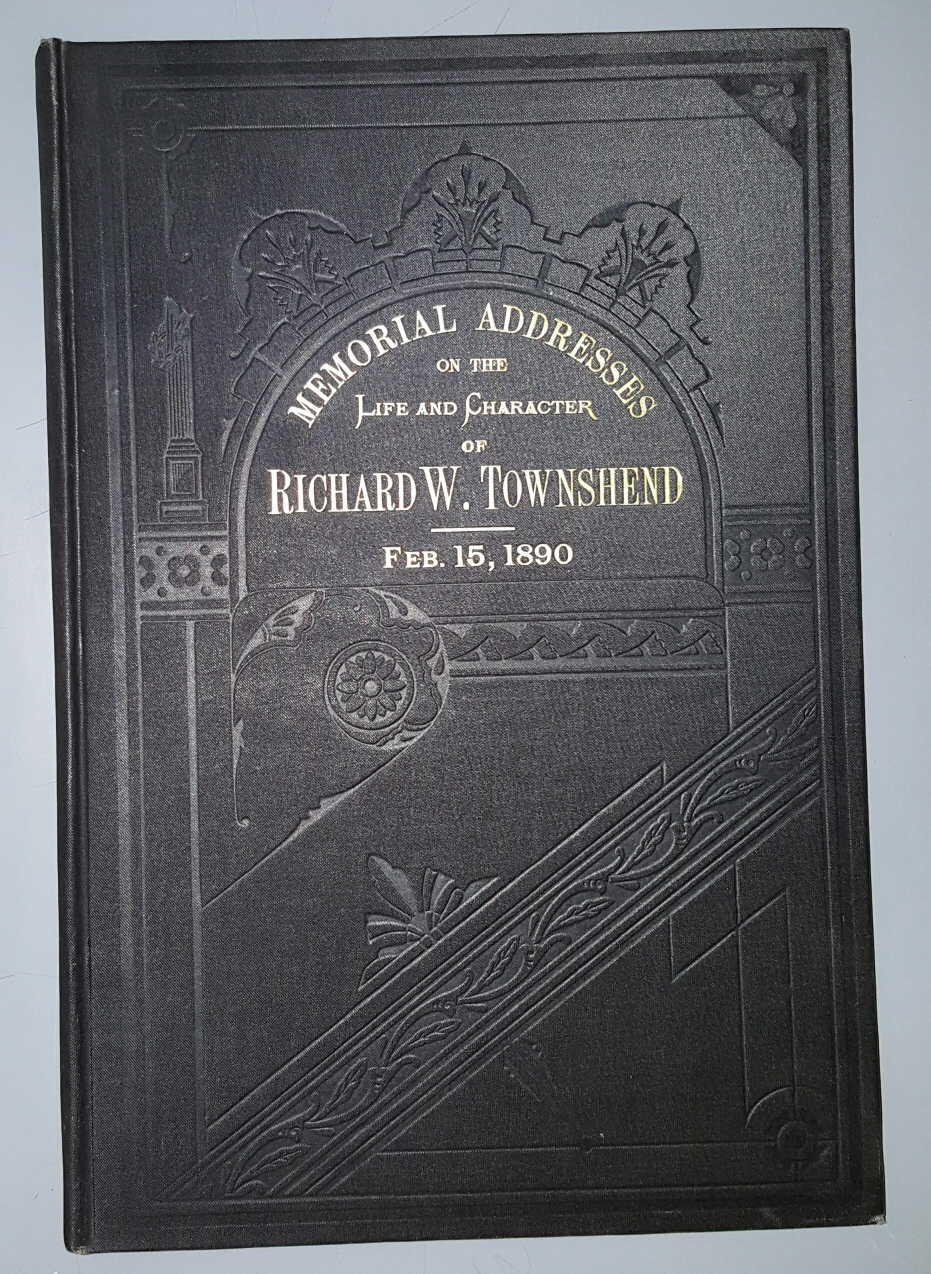 MEMORIAL ADDRESSES
ON THE
LIFE AND CHARACTER
OF
RICHARD W. TOWNSHEND
FEB. 15, 1890